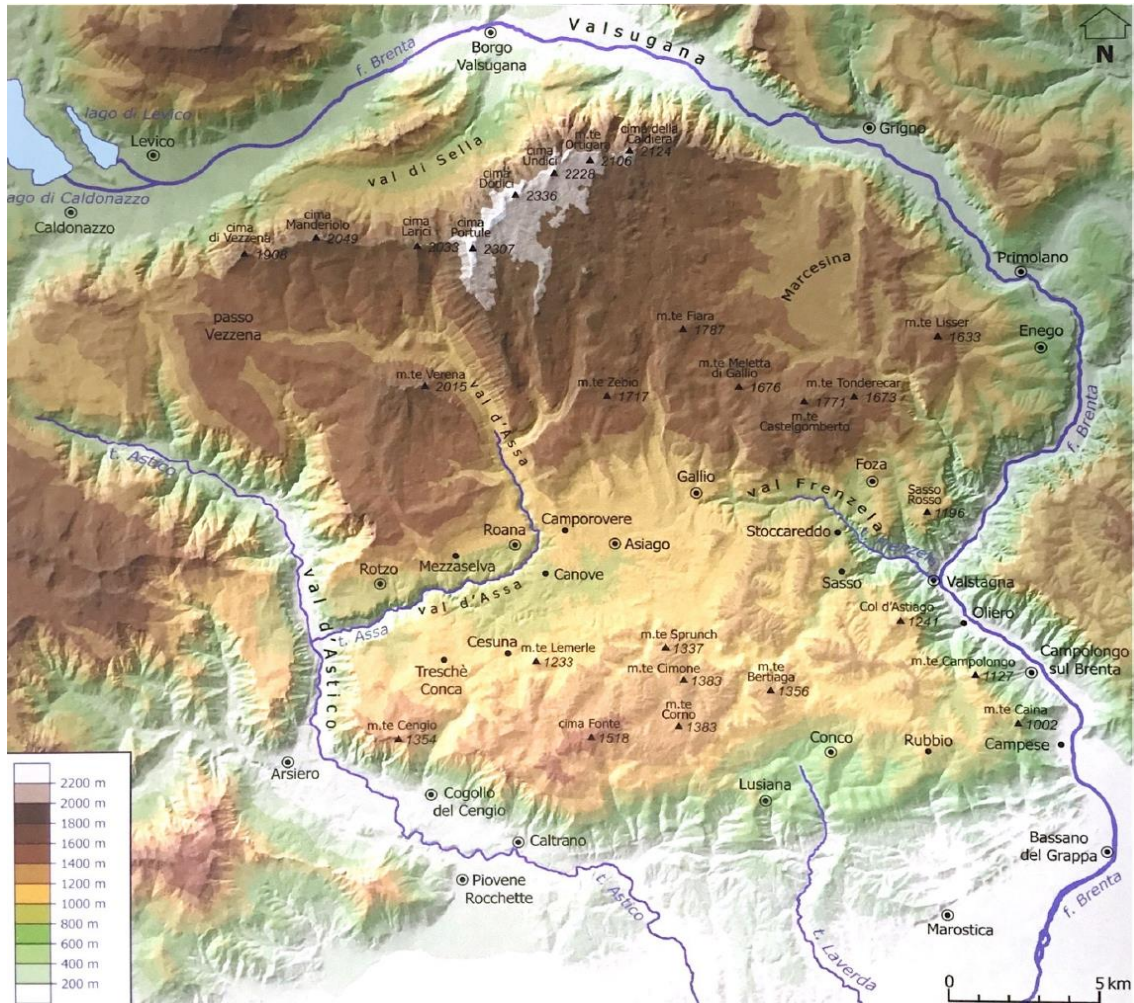 Valsugana
N
Borgo
Valsugana
f. Brenta
lago di Levico
Levico
Grigno
val di Sella
cima della
Caldiera
2124
m.te
Ortigara
2106
cima
Undici
2228
cima
Dodici
2336
lago di Caldonazzo
Caldonazzo
cima
di Vezzena
1908
cima
Manderiolo
2049
cima
Larici
2033
cima
Portule
2307
Marcesina
Primolano
passo
Vezzena
m.te Fiara
1787
m.te Lisser
1633
Enego
m.te Verena
2015
val d'Assa
m.te Zebio
1717
m.te Meletta
di Gallio
1676
m.te Tonderecar
1673
1771
m.te
Castelgomberto
f. Brenta
t. Astico
Gallio
val Frenzela
Foza
Sasso
Rosso
1196
Camporovere
Roana
Asiago
Stoccareddo
Mezzaselva
Rotzo
Canove
Sasso
Valstagna
val d'Assa
t. Assa
val d'Astico
Col d'Astiago
1241
Oliero
Cesuna
m.te Lemerle
1233
m.te Sprunch
1337
Treschè
Conca
m.te Cimone
1383
m.te
Bertiaga
1356
m.te Campolongo
1127
Campolongo
sul Brenta
m.te Cengio
1354
cima Fonte
1518
m.te
Corno
1383
m.te Caina
1002
Conco
Rubbio
Campese
Arsiero
Cogollo
del Cengio
Lusiana
Caltrano
Bassano
del Grappa
Piovene
Rocchette
t. Astico
f. Brenta
Marostica
t. Laverda
2200 m
2000 m
1800 m
1600 m
1400 m
1200 m
1000 m
800 m
600 m
400 m
200 m
0
5 km